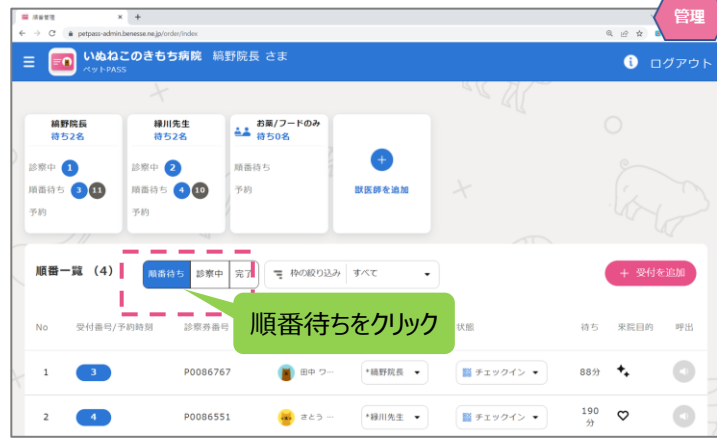 管理
順番管理
petpass-admin.benesse.ne.jp/order/index
いぬねこのきもち病院 縞野院長 さま
ペットPASS
ログアウト
縞野院長
待ち2名
診察中 1
順番待ち 3 11
予約
緑川先生
待ち2名
診察中 2
順番待ち 4 10
予約
お薬/フードのみ
待ち0名
順番待ち
予約
獣医師を追加
順番一覧 (4)
順番待ち 診察中 完了
枠の絞り込み すべて
+ 受付を追加
順番待ちをクリック
No 受付番号/予約時刻 診察券番号 状態 待ち 来院目的 呼出
1 3 P0086767 田中 ワ… *縞野院長 チェックイン 88分
2 4 P0086551 さとう … *緑川先生 チェックイン 190分